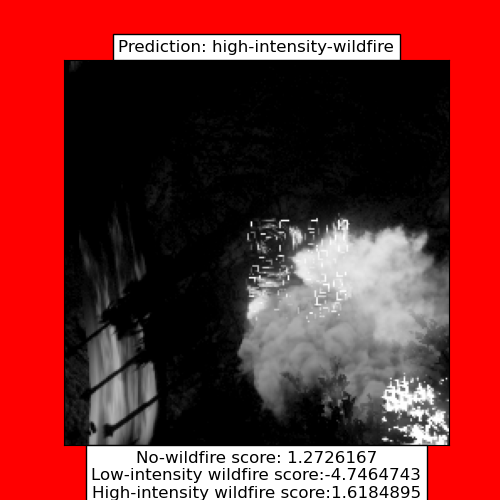 Prediction: high-intensity-wildfire
No-wildfire score: 1.2726167
Low-intensity wildfire score:-4.7464743
High-intensity wildfire score:1.6184895